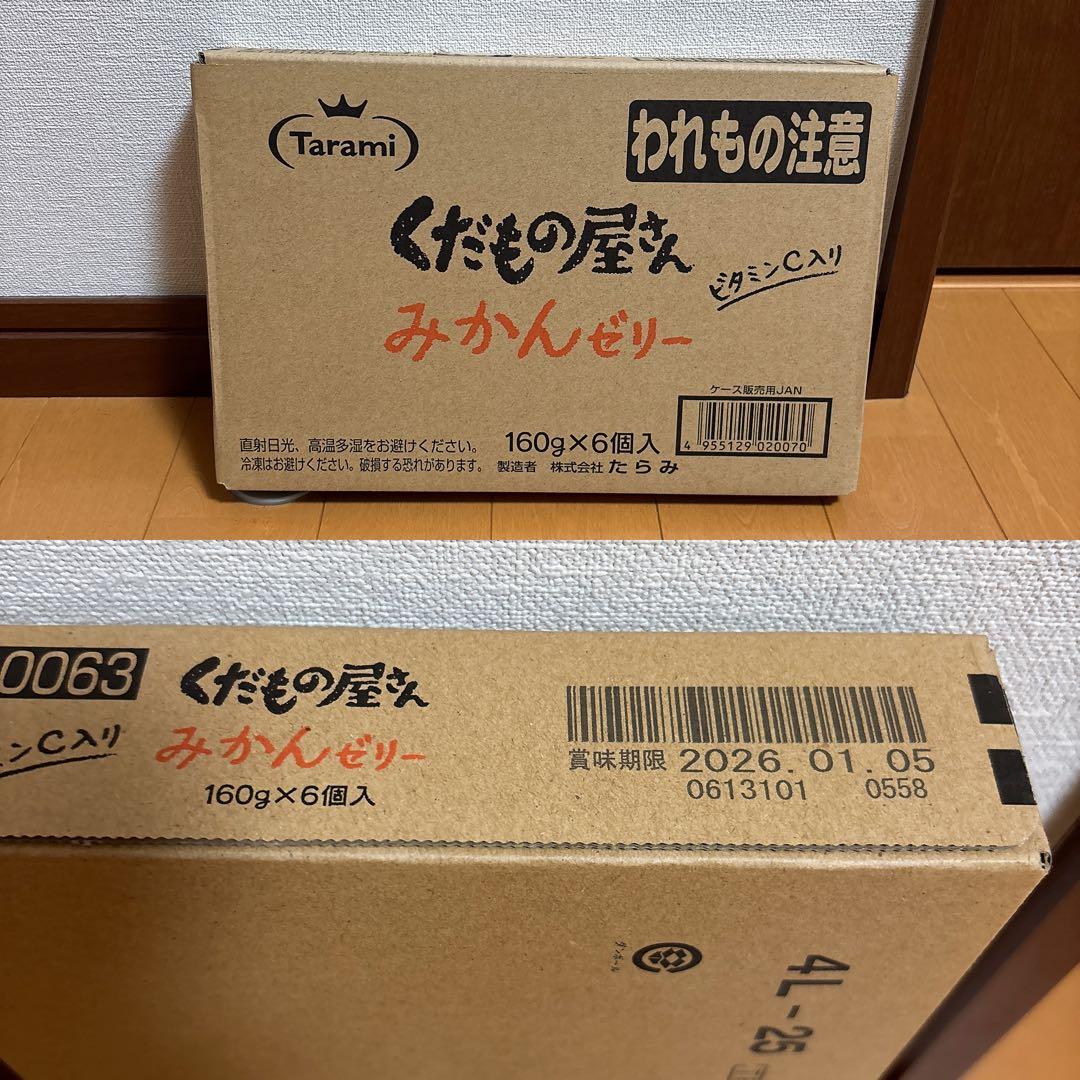 Tarami
われもの注意
くだもの屋さん
ビタミンC入り
みかんゼリー
ケース販売用JAN
4 955129 020070
直射日光、高温多湿をお避けください。
冷凍はお避けください。破損する恐れがあります。
160g×6個入
製造者 株式会社 たらみ
0063
くだもの屋さん
ンC入り
みかんゼリー
160g×6個入
賞味期限 2026.01.05
0613101 0558
ダンボール
4L-25